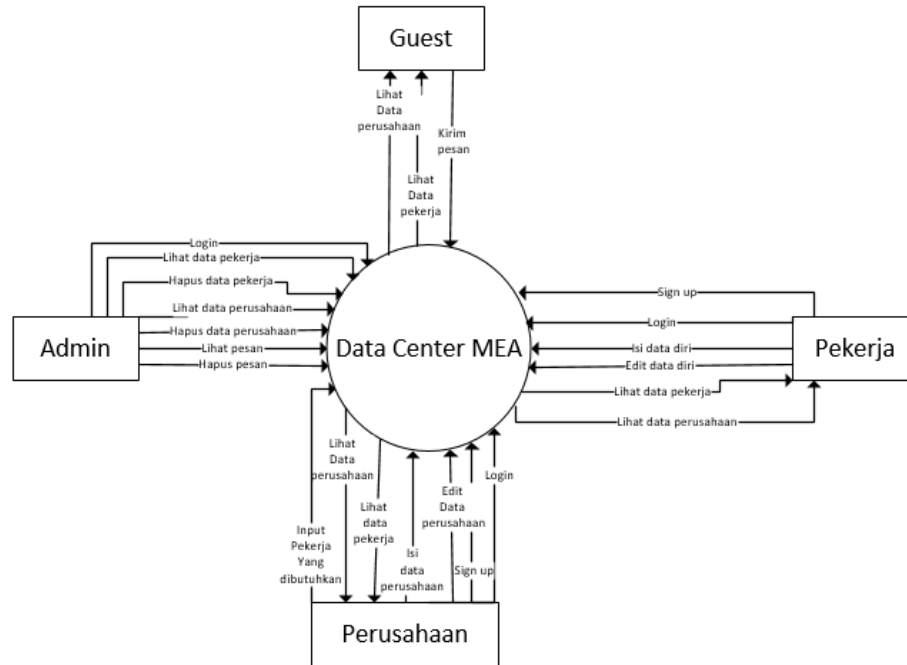 Guest
Lihat
Data
perusahaan
Kirim
pesan
Lihat
Data
pekerja
Login
Lihat data pekerja
Hapus data pekerja
Lihat data perusahaan
Hapus data perusahaan
Lihat pesan
Hapus pesan
Admin
Data Center MEA
Sign up
Login
Isi data diri
Edit data diri
Lihat data pekerja
Lihat data perusahaan
Pekerja
Lihat
Data
perusahaan
Lihat
data
pekerja
Input
Pekerja
Yang
dibutuhkan
Isi
data
perusahaan
Edit
Data
perusahaan
Sign up
Login
Perusahaan